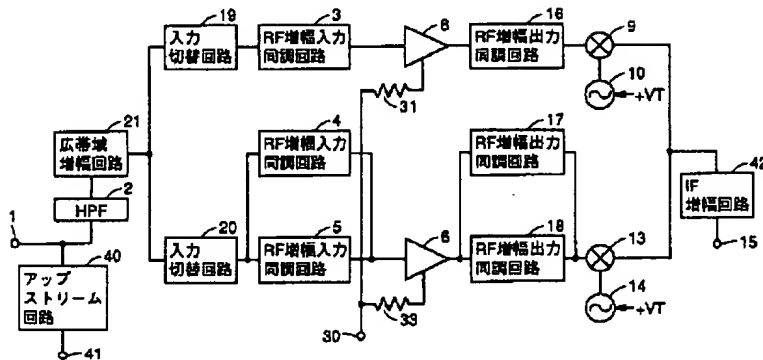 19
入力
切替回路
3
RF増幅入力
同調回路
8
16
RF増幅出力
同調回路
9
10
+VT
31
21
広帯域
増幅回路
4
RF増幅入力
同調回路
17
RF増幅出力
同調回路
2
HPF
42
IF
増幅回路
1
20
入力
切替回路
5
RF増幅入力
同調回路
6
18
RF増幅出力
同調回路
13
15
40
アップ
ストリーム
回路
14
+VT
33
30
41